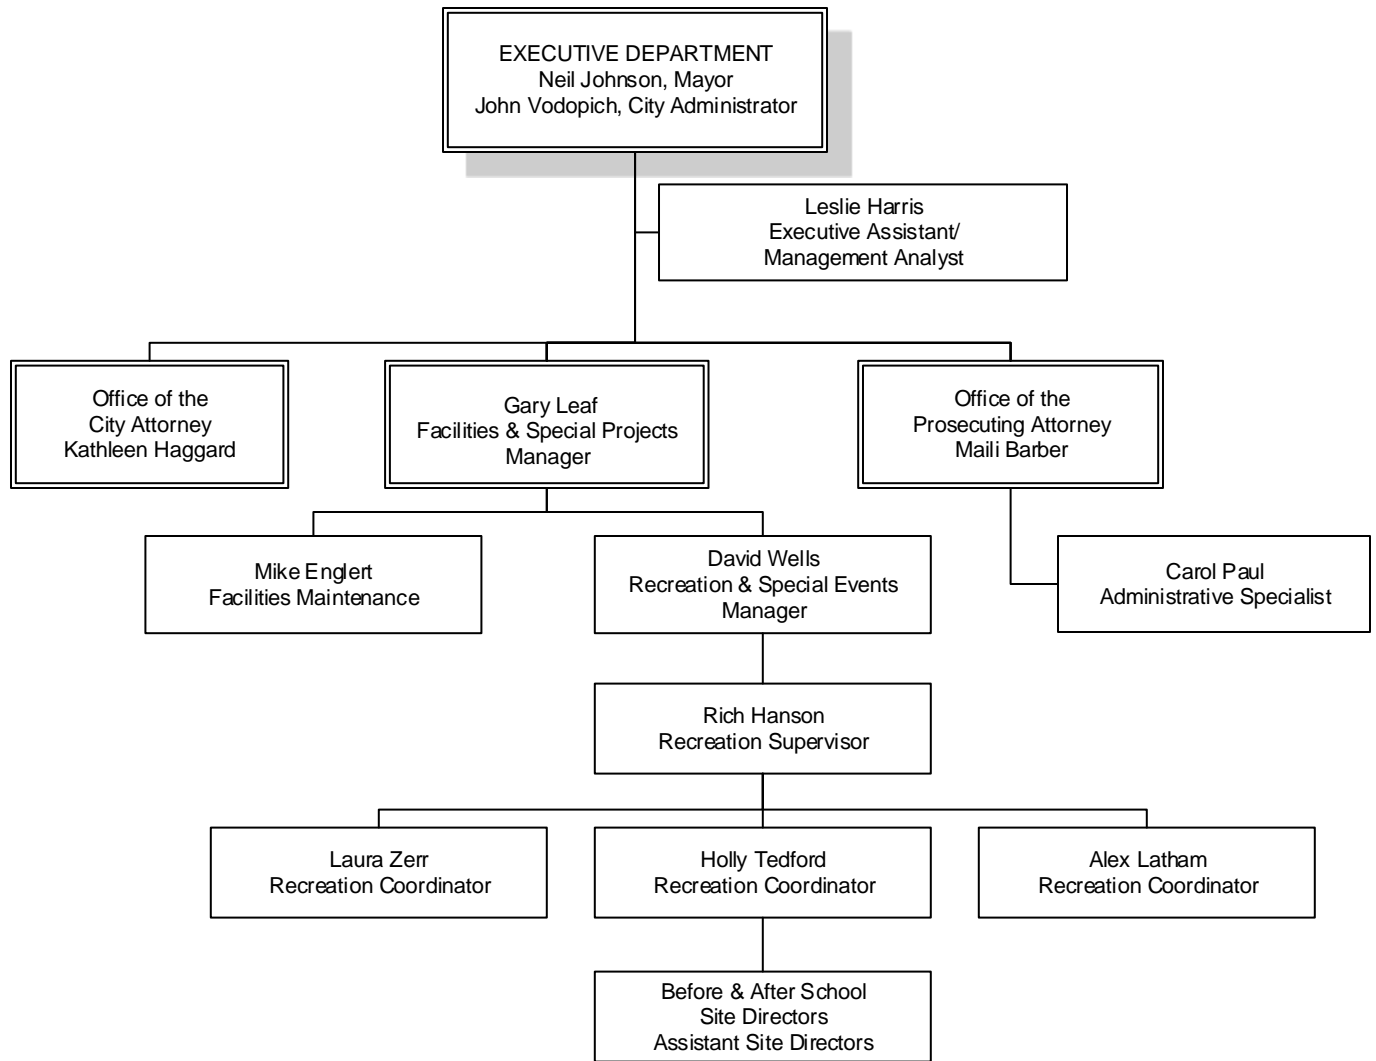 EXECUTIVE DEPARTMENT
Neil Johnson, Mayor
John Vodopich, City Administrator
Leslie Harris
Executive Assistant/
Management Analyst
Office of the
City Attorney
Kathleen Haggard
Gary Leaf
Facilities & Special Projects
Manager
Office of the
Prosecuting Attorney
Maili Barber
Mike Englert
Facilities Maintenance
David Wells
Recreation & Special Events
Manager
Carol Paul
Administrative Specialist
Rich Hanson
Recreation Supervisor
Laura Zerr
Recreation Coordinator
Holly Tedford
Recreation Coordinator
Alex Latham
Recreation Coordinator
Before & After School
Site Directors
Assistant Site Directors